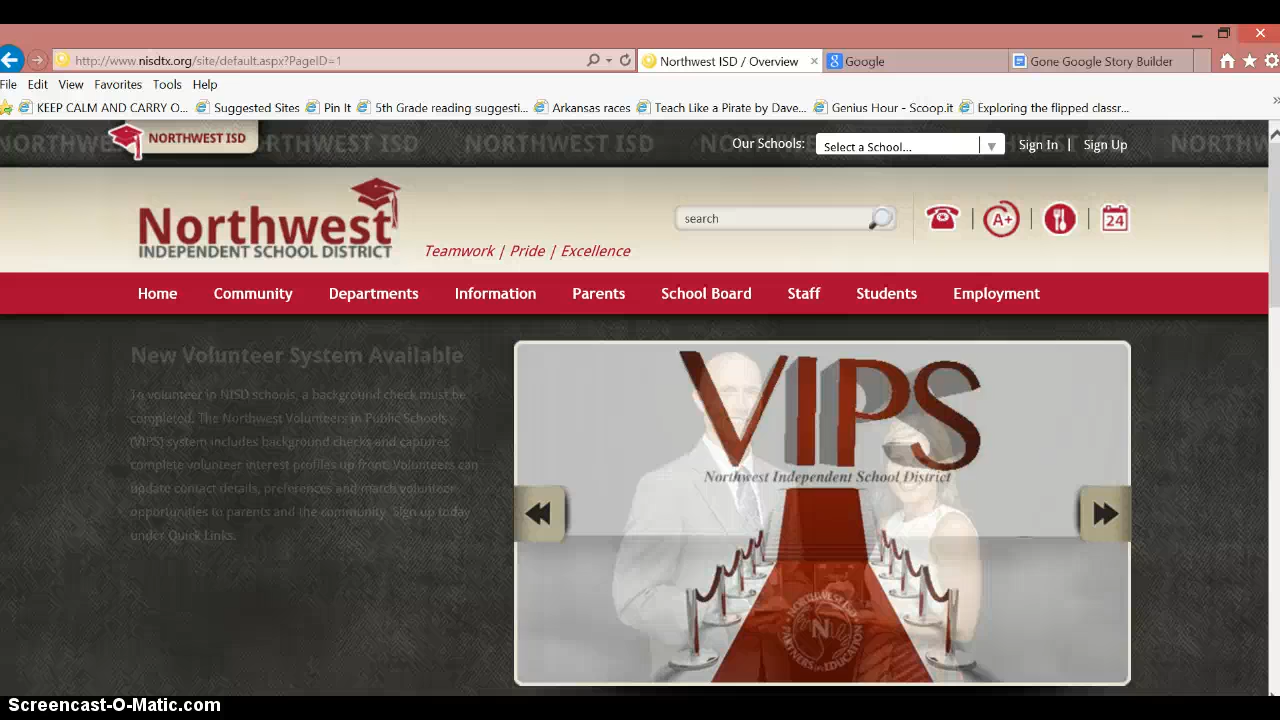 http://www.nisdtx.org/site/default.aspx?PageID=1
Northwest ISD / Overview
Google
Gone Google Story Builder
File Edit View Favorites Tools Help
KEEP CALM AND CARRY O... Suggested Sites Pin It 5th Grade reading suggesti... Arkansas races Teach Like a Pirate by Dave... Genius Hour - Scoop.it Exploring the flipped classr...
NORTHWEST ISD
NORTHWEST ISD
Our Schools: Select a School... Sign In | Sign Up
Northwest
INDEPENDENT SCHOOL DISTRICT
Teamwork | Pride | Excellence
search
A+
24
Home Community Departments Information Parents School Board Staff Students Employment
New Volunteer System Available
To volunteer in NISD schools, a background check must be
completed. The Northwest Volunteers in Public Schools
(VIPS) system includes background checks and captures
complete volunteer interest profiles up front. Volunteers can
update contact details, preferences and match volunteer
opportunities to parents and the community. Sign up today
under Quick Links.
VIPS
Northwest Independent School District
NORTHWEST ISD
N
PARTNERS IN EDUCATION
Screencast-O-Matic.com